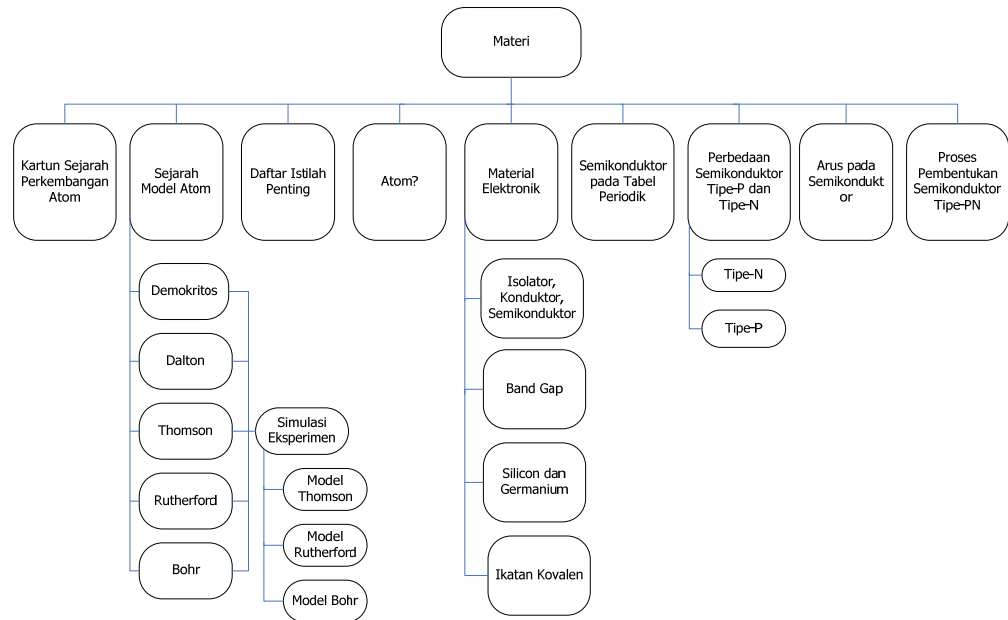 Materi
Kartun Sejarah
Perkembangan
Atom
Sejarah
Model Atom
Daftar Istilah
Penting
Atom?
Material
Elektronik
Semikonduktor
pada Tabel
Periodik
Perbedaan
Semikonduktor
Tipe-P dan
Tipe-N
Arus pada
Semikondukt
or
Proses
Pembentukan
Semikonduktor
Tipe-PN
Demokritos
Dalton
Thomson
Rutherford
Bohr
Simulasi
Eksperimen
Model
Thomson
Model
Rutherford
Model Bohr
Isolator,
Konduktor,
Semikonduktor
Band Gap
Silicon dan
Germanium
Ikatan Kovalen
Tipe-N
Tipe-P